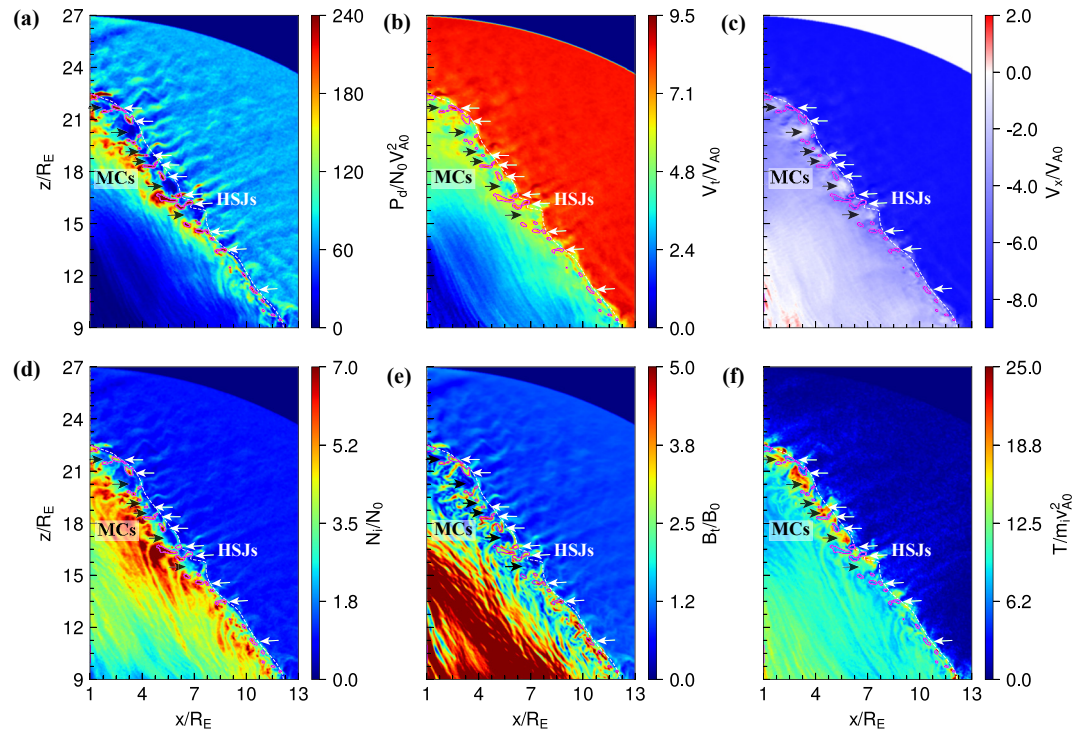 (a)
27
24
21
18
15
12
9
z/R_E
MCs
HSJs
240
180
120
60
0
P_d/N_0V_A0^2
(b)
MCs
HSJs
9.5
7.1
4.8
2.4
0.0
V_t/V_A0
(c)
MCs
HSJs
2.0
0.0
-2.0
-4.0
-6.0
-8.0
V_x/V_A0
(d)
27
24
21
18
15
12
9
z/R_E
1 4 7 10 13
x/R_E
MCs
HSJs
7.0
5.2
3.5
1.8
0.0
N_i/N_0
(e)
1 4 7 10 13
x/R_E
MCs
HSJs
5.0
3.8
2.5
1.2
0.0
B_t/B_0
(f)
1 4 7 10 13
x/R_E
MCs
HSJs
25.0
18.8
12.5
6.2
0.0
T/m_iv_A0^2